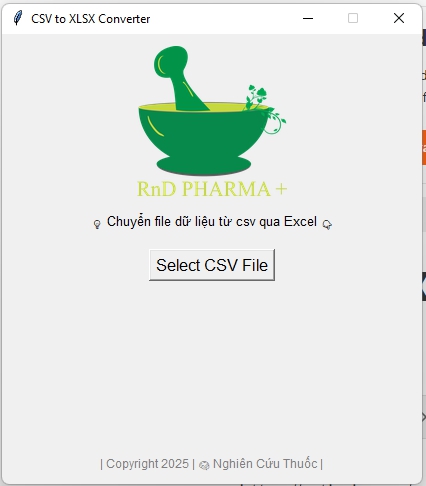 CSV to XLSX Converter
RnD PHARMA +
Chuyển file dữ liệu từ csv qua Excel
Select CSV File
| Copyright 2025 | Nghiên Cứu Thuốc |